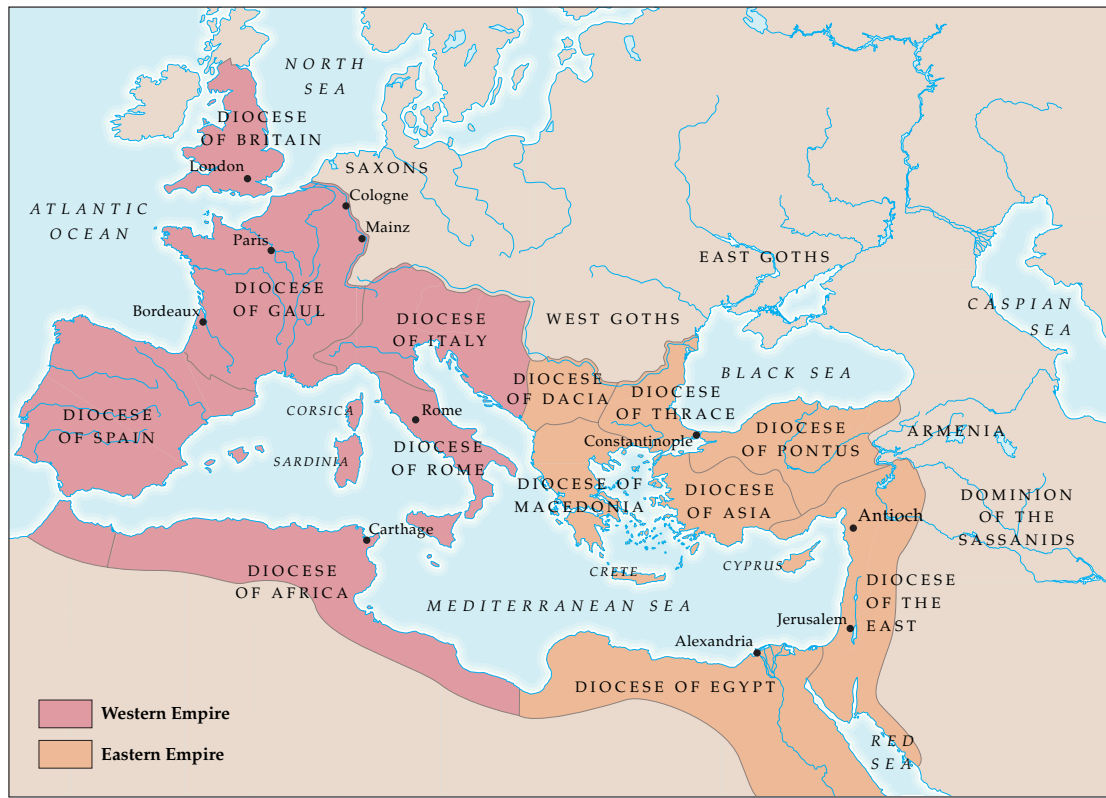 NORTH
SEA
DIOCESE
OF BRITAIN
London
SAXONS
Cologne
ATLANTIC
OCEAN
Mainz
Paris
EAST GOTHS
DIOCESE
OF GAUL
CASPIAN
SEA
Bordeaux
DIOCESE
OF ITALY
WEST GOTHS
BLACK SEA
DIOCESE
OF DACIA
DIOCESE
OF THRACE
CORSICA
Rome
DIOCESE
OF SPAIN
Constantinople
DIOCESE
OF PONTUS
ARMENIA
SARDINIA
DIOCESE
OF ROME
DIOCESE OF
MACEDONIA
DIOCESE
OF ASIA
DOMINION
OF THE
SASSANIDS
Antioch
Carthage
CRETE
CYPRUS
DIOCESE
OF AFRICA
DIOCESE
OF THE
EAST
MEDITERRANEAN SEA
Jerusalem
Alexandria
DIOCESE OF EGYPT
Western Empire
Eastern Empire
RED
SEA